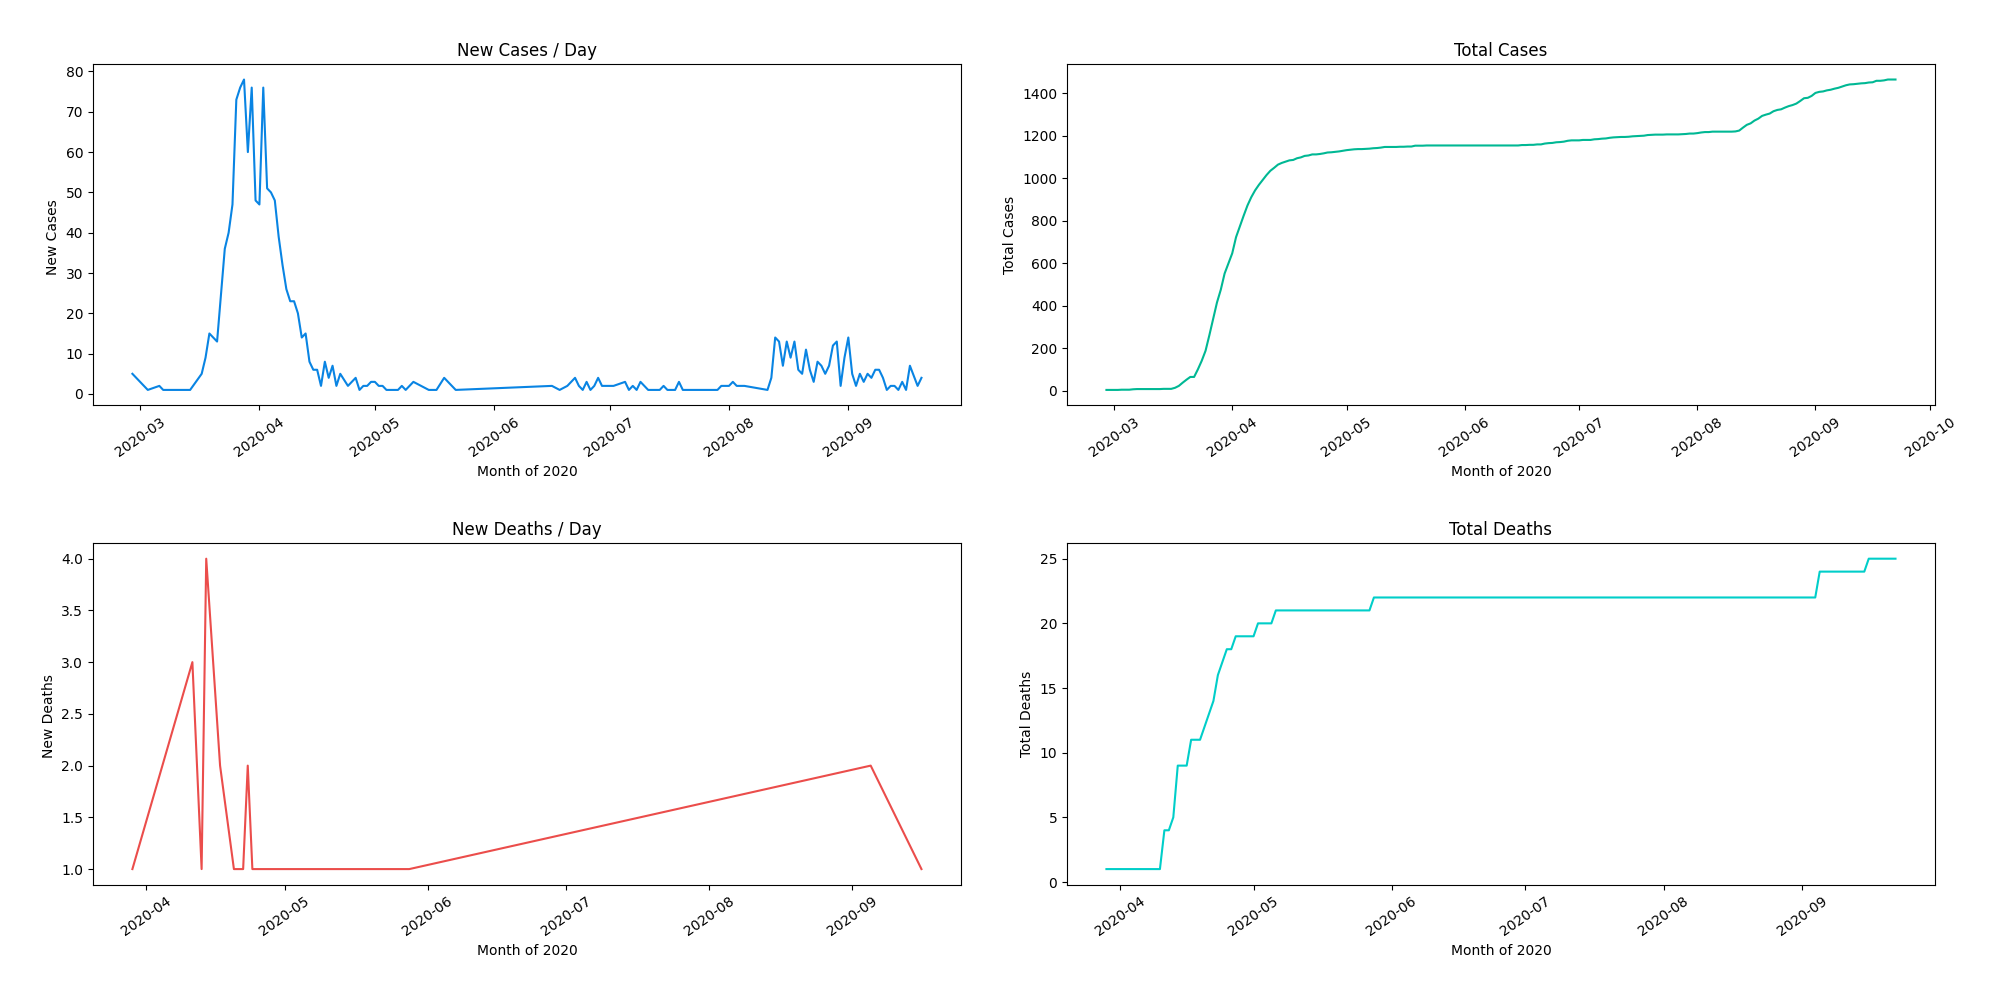 New Cases / Day
New Cases
80
70
60
50
40
30
20
10
0
2020-03 2020-04 2020-05 2020-06 2020-07 2020-08 2020-09
Month of 2020
Total Cases
Total Cases
1400
1200
1000
800
600
400
200
0
2020-03 2020-04 2020-05 2020-06 2020-07 2020-08 2020-09 2020-10
Month of 2020
New Deaths / Day
New Deaths
4.0
3.5
3.0
2.5
2.0
1.5
1.0
2020-04 2020-05 2020-06 2020-07 2020-08 2020-09
Month of 2020
Total Deaths
Total Deaths
25
20
15
10
5
0
2020-04 2020-05 2020-06 2020-07 2020-08 2020-09
Month of 2020